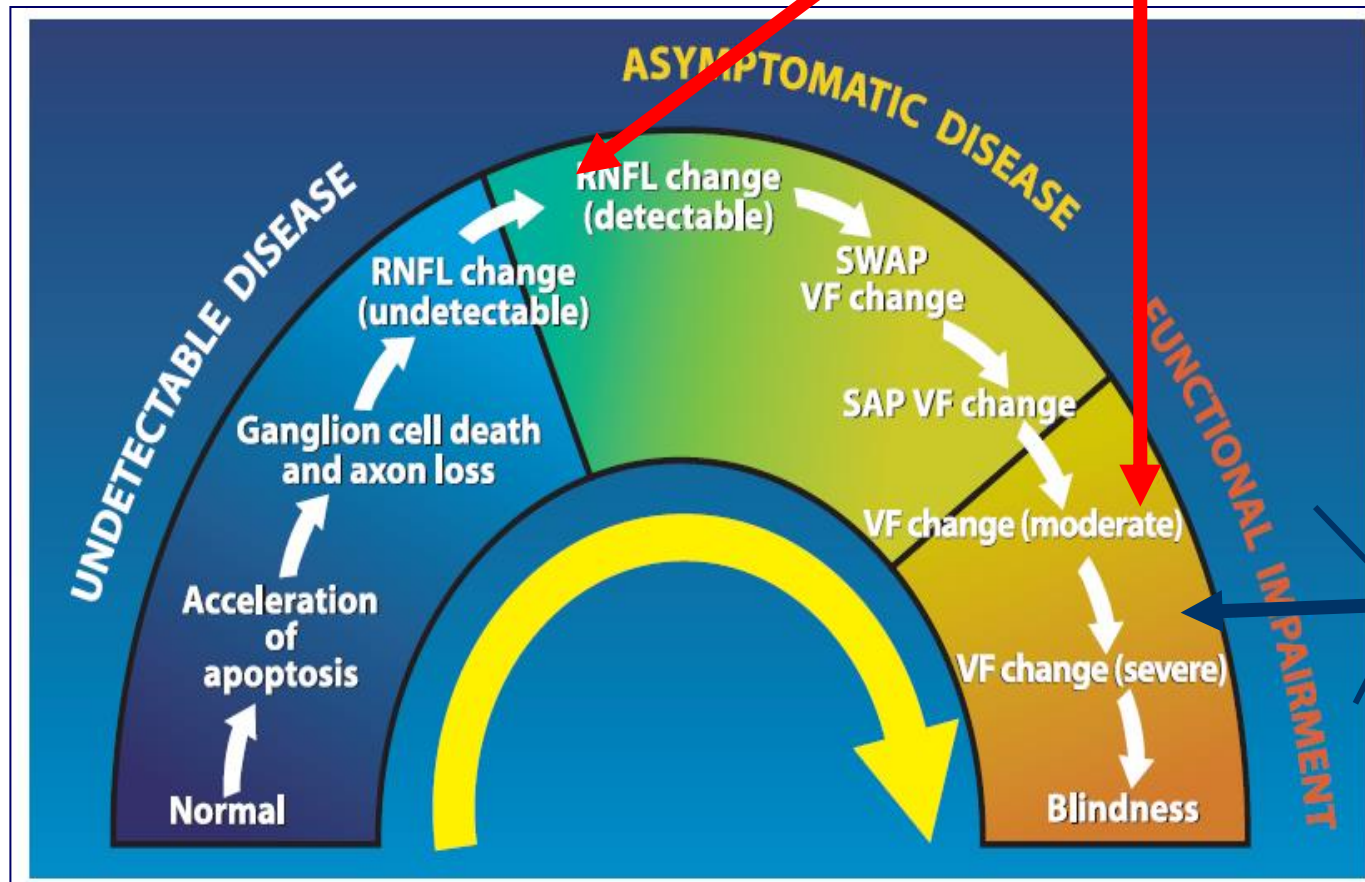 UNDETECTABLE DISEASE
ASYMPTOMATIC DISEASE
FUNCTIONAL IMPAIRMENT
Normal
Acceleration
of
apoptosis
Ganglion cell death
and axon loss
RNFL change
(undetectable)
RNFL change
(detectable)
SWAP
VF change
SAP VF change
VF change (moderate)
VF change (severe)
Blindness